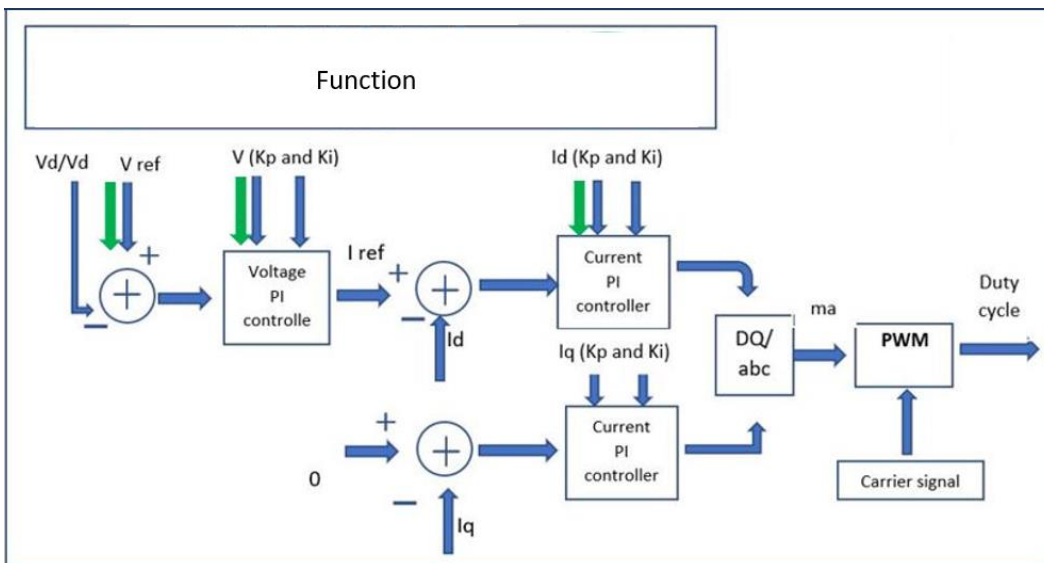 Function
Vd/Vd
V ref
V (Kp and Ki)
Id (Kp and Ki)
+
+
−
Voltage
PI
controlle
I ref
+
+
−
Id
Current
PI
controller
Iq (Kp and Ki)
DQ/
abc
ma
PWM
Duty
cycle
0
+
+
−
Iq
Current
PI
controller
Carrier signal